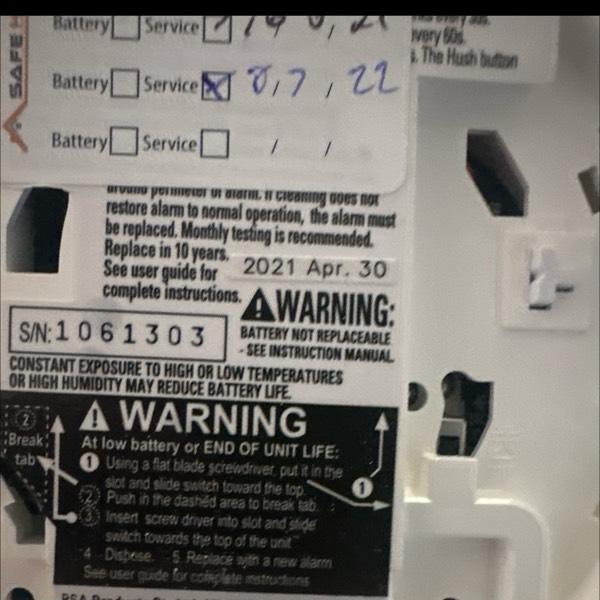 Battery Service
every 60s.
s. The Hush button
SAFE
Battery Service 8, 7, 22
Battery Service / /
around perimeter of alarm. If cleaning does not
restore alarm to normal operation, the alarm must
be replaced. Monthly testing is recommended.
Replace in 10 years.
See user guide for 2021 Apr. 30
complete instructions.
WARNING:
BATTERY NOT REPLACEABLE
- SEE INSTRUCTION MANUAL
S/N: 1061303
CONSTANT EXPOSURE TO HIGH OR LOW TEMPERATURES
OR HIGH HUMIDITY MAY REDUCE BATTERY LIFE.
WARNING
At low battery or END OF UNIT LIFE:
2
Break
tab
1 Using a flat blade screwdriver, put it in the
slot and slide switch toward the top.
1
2 Push in the dashed area to break tab.
3 Insert screw driver into slot and slide
switch towards the top of the unit
4 Dispose. 5 Replace with a new alarm
See user guide for complete instructions